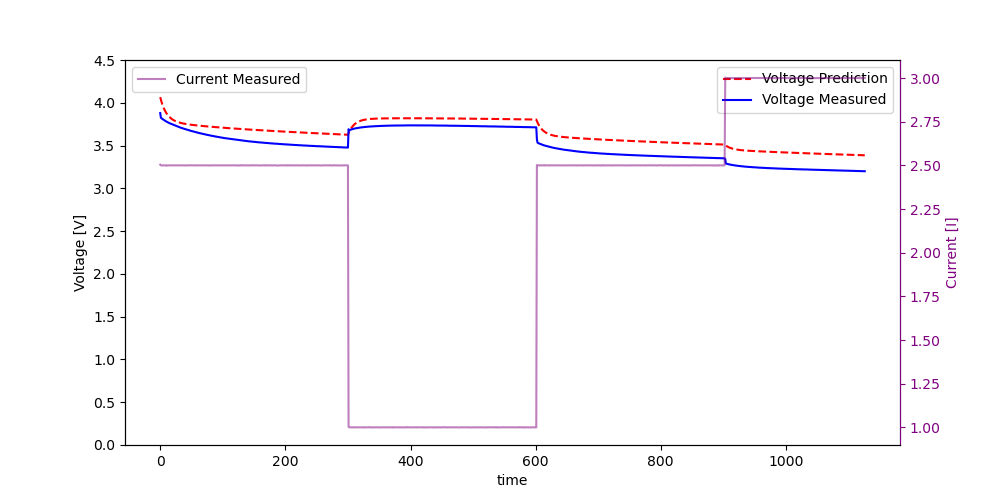 Current Measured
Voltage Prediction
Voltage Measured
4.5
4.0
3.5
3.0
2.5
2.0
1.5
1.0
0.5
0.0
Voltage [V]
3.00
2.75
2.50
2.25
2.00
1.75
1.50
1.25
1.00
Current [I]
0 200 400 600 800 1000
time